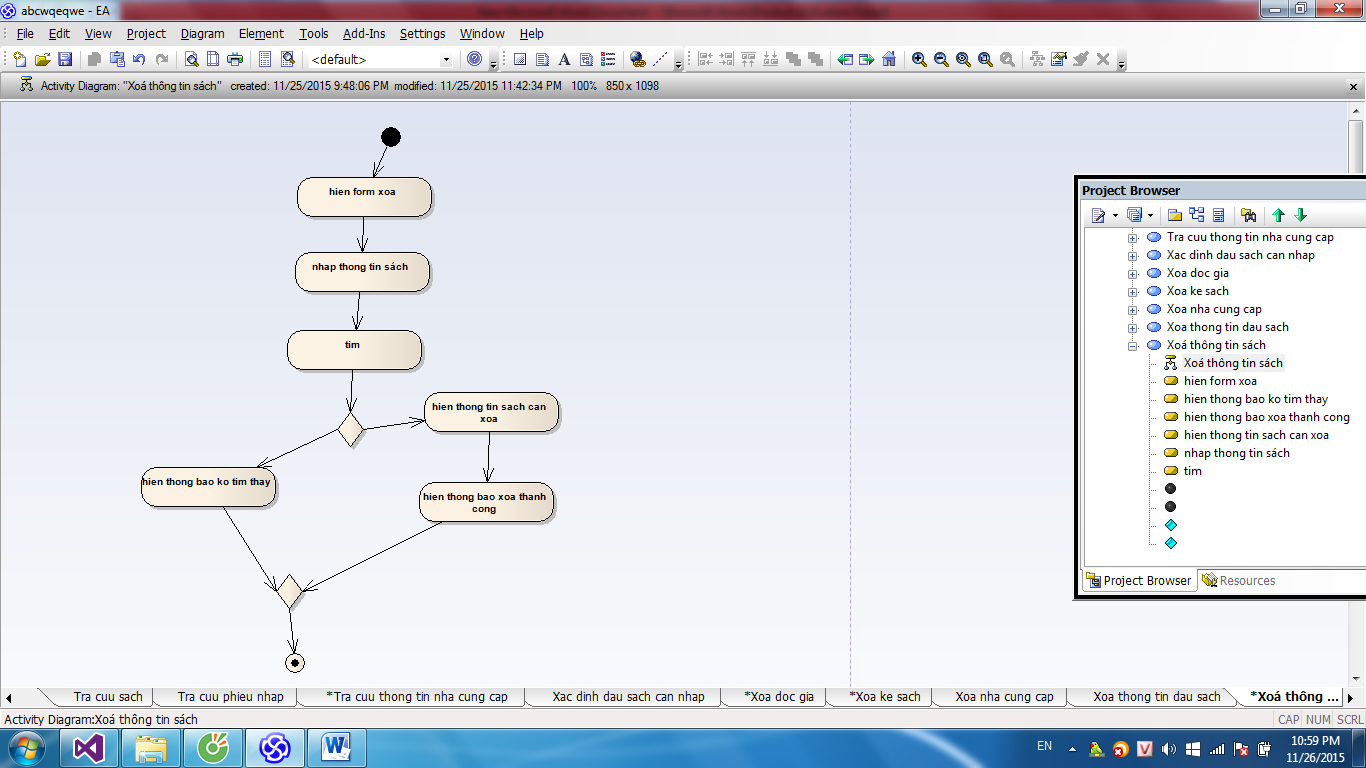 abcwqeqwe - EA
File Edit View Project Diagram Element Tools Add-Ins Settings Window Help
<default>
Activity Diagram: "Xoá thông tin sách" created: 11/25/2015 9:48:06 PM modified: 11/25/2015 11:42:34 PM 100% 850 x 1098
hien form xoa
nhap thong tin sách
tim
hien thong tin sach can
xoa
hien thong bao ko tim thay
hien thong bao xoa thanh
cong
Project Browser
Tra cuu thong tin nha cung cap
Xac dinh dau sach can nhap
Xoa doc gia
Xoa ke sach
Xoa nha cung cap
Xoa thong tin dau sach
Xoá thông tin sách
Xoá thông tin sách
hien form xoa
hien thong bao ko tim thay
hien thong bao xoa thanh cong
hien thong tin sach can xoa
nhap thong tin sách
tim
Project Browser Resources
Tra cuu sach Tra cuu phieu nhap *Tra cuu thong tin nha cung cap Xac dinh dau sach can nhap *Xoa doc gia *Xoa ke sach Xoa nha cung cap Xoa thong tin dau sach *Xoá thông ...
Activity Diagram:Xoá thông tin sách CAP NUM SCRL
EN
10:59 PM
11/26/2015